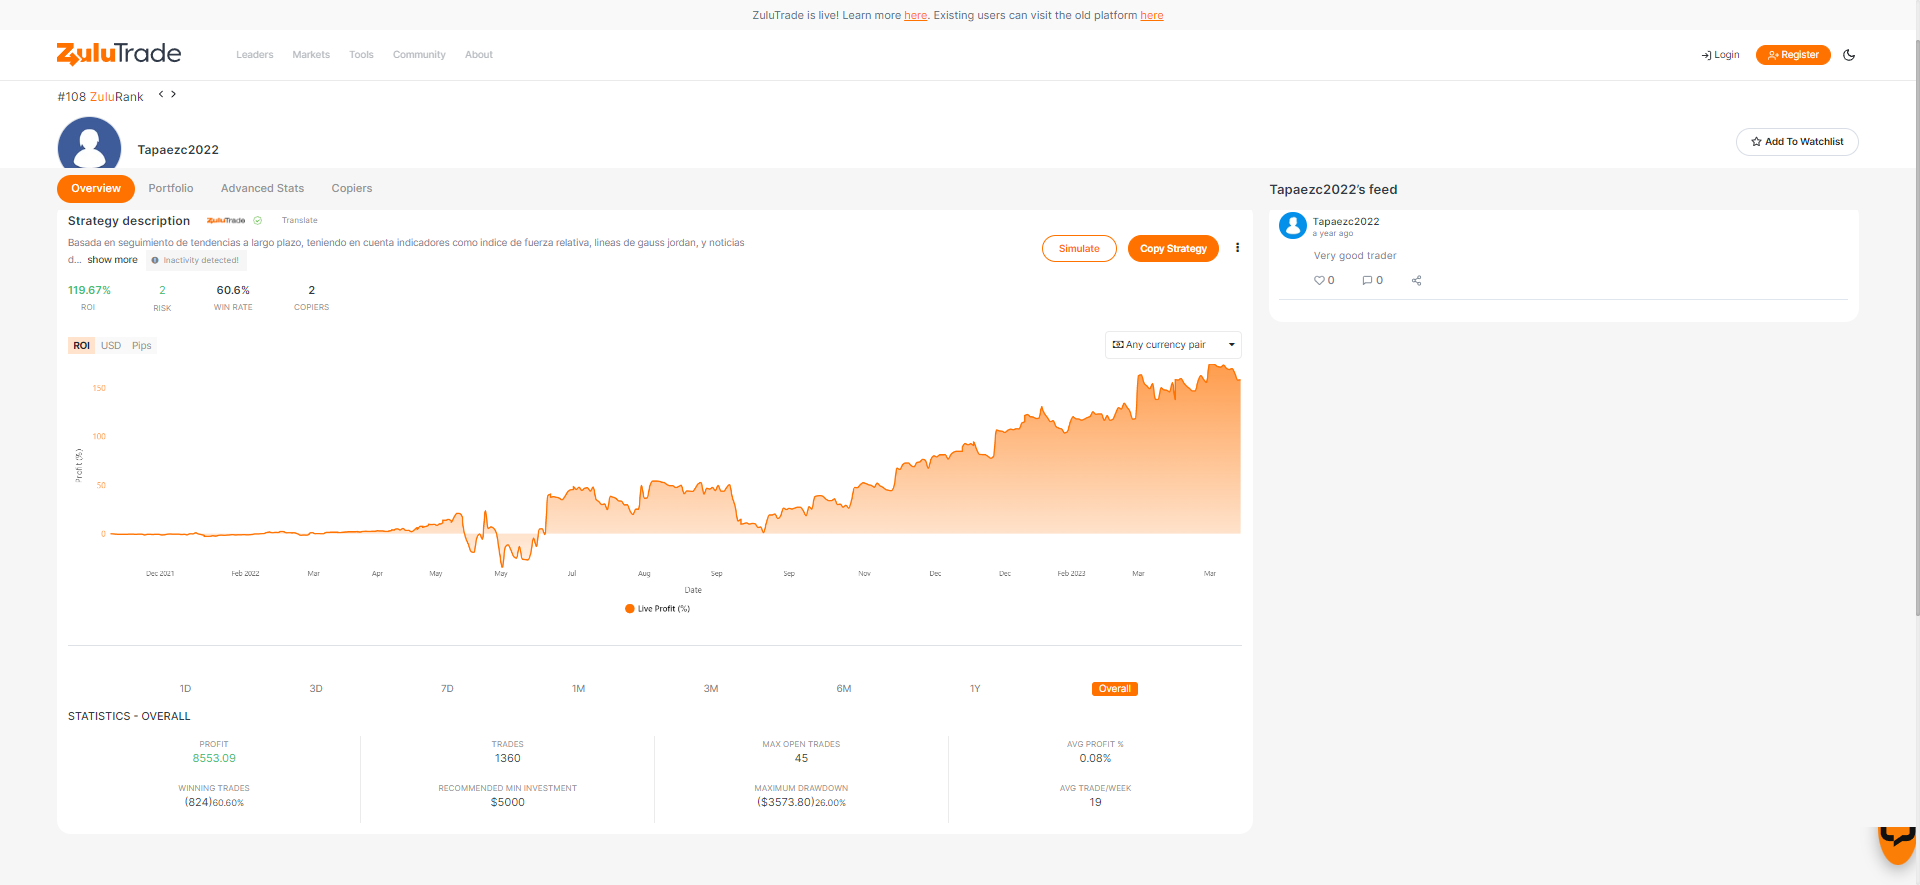 ZuluTrade is live! Learn more here. Existing users can visit the old platform here
ZuluTrade
Leaders Markets Tools Community About
Login Register
#108 ZuluRank
Tapaezc2022
Add To Watchlist
Overview Portfolio Advanced Stats Copiers
Strategy description ZuluTrade Translate
Basada en seguimiento de tendencias a largo plazo, teniendo en cuenta indicadores como indice de fuerza relativa, lineas de gauss jordan, y noticias
d... show more Inactivity detected!
Simulate Copy Strategy
119.67% 2 60.6% 2
ROI RISK WIN RATE COPIERS
ROI USD Pips
Any currency pair
150
100
50
0
Profit (%)
Dec 2021 Feb 2022 Mar Apr May May Jul Aug Sep Sep Nov Dec Dec Feb 2023 Mar Mar
Date
Live Profit (%)
1D 3D 7D 1M 3M 6M 1Y Overall
STATISTICS - OVERALL
PROFIT TRADES MAX OPEN TRADES AVG PROFIT %
8553.09 1360 45 0.08%
WINNING TRADES RECOMMENDED MIN INVESTMENT MAXIMUM DRAWDOWN AVG TRADE/WEEK
(824)60.60% $5000 ($3573.80)26.00% 19
Tapaezc2022's feed
Tapaezc2022
a year ago
Very good trader
0 0